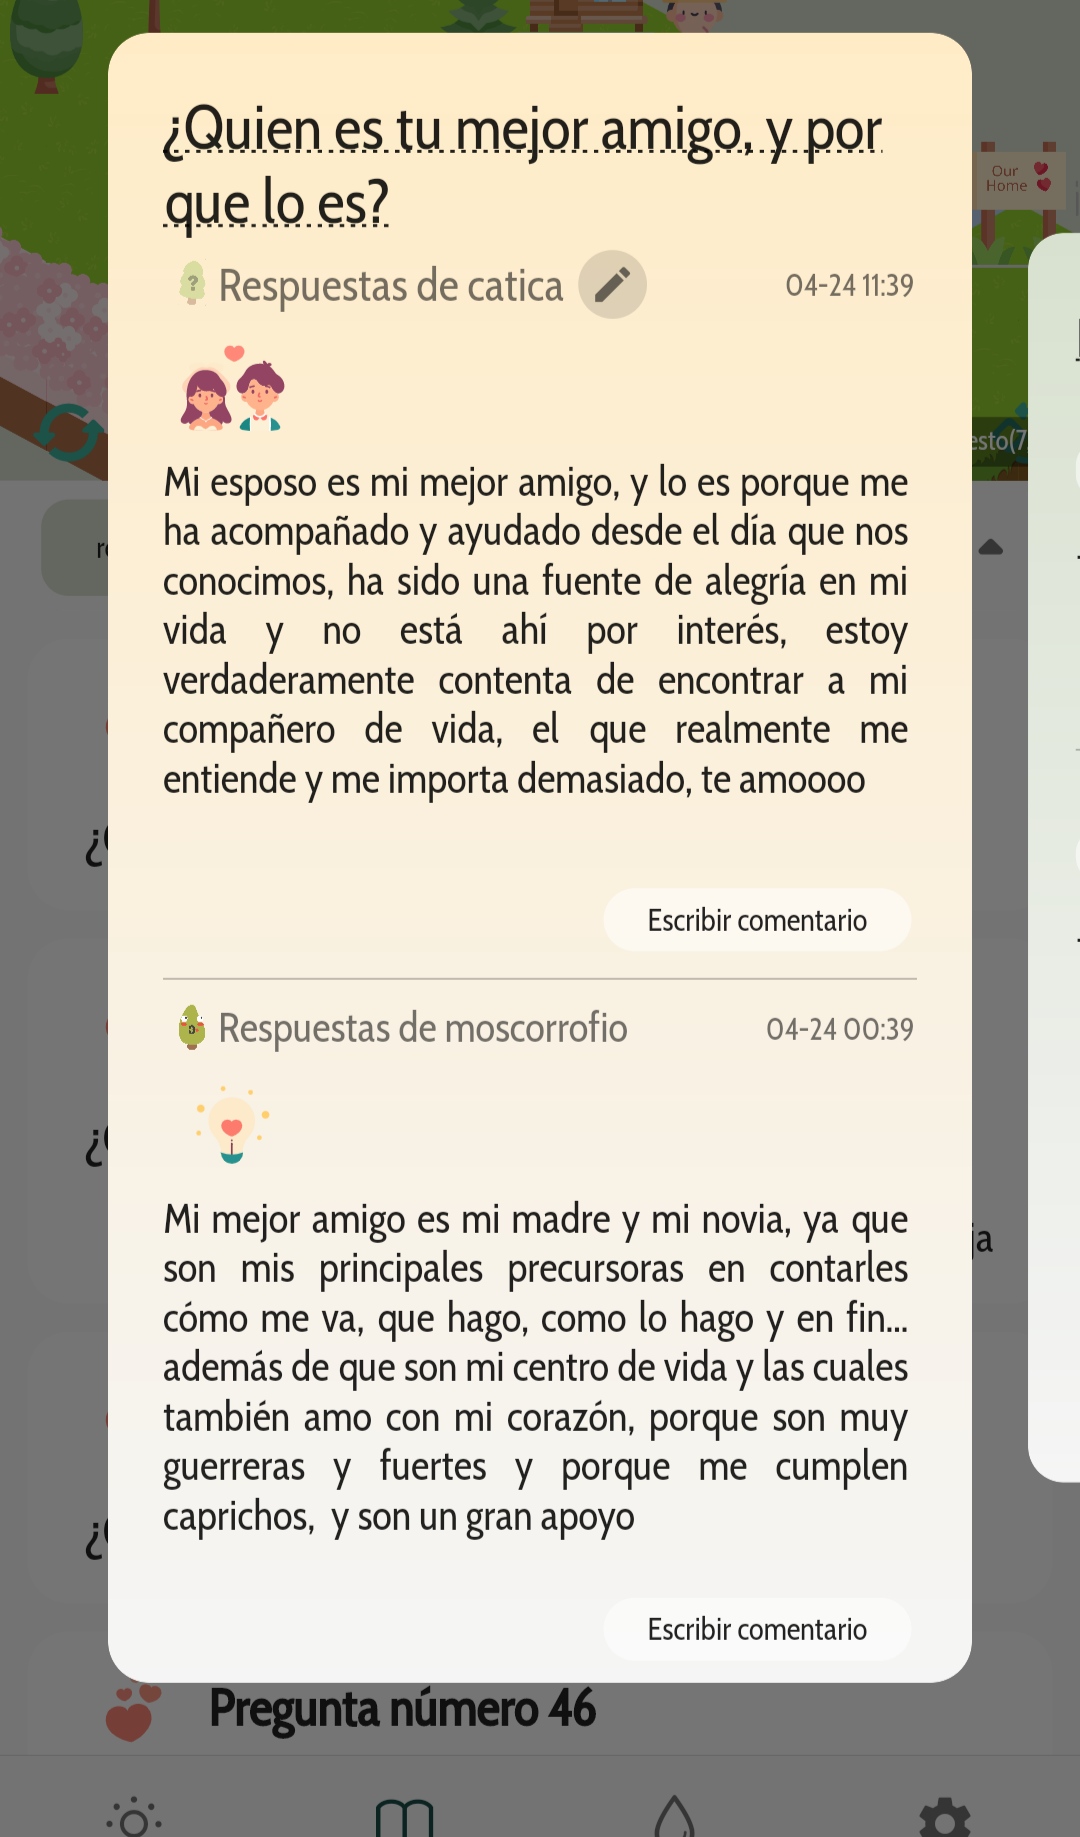 ¿Quien es tu mejor amigo, y por
que lo es?
Our
Home
Respuestas de catica
04-24 11:39
esto(7
Mi esposo es mi mejor amigo, y lo es porque me
ha acompañado y ayudado desde el día que nos
conocimos, ha sido una fuente de alegría en mi
vida y no está ahí por interés, estoy
verdaderamente contenta de encontrar a mi
compañero de vida, el que realmente me
entiende y me importa demasiado, te amoooo
Escribir comentario
Respuestas de moscorrofio
04-24 00:39
Mi mejor amigo es mi madre y mi novia, ya que
son mis principales precursoras en contarles
cómo me va, que hago, como lo hago y en fin...
además de que son mi centro de vida y las cuales
también amo con mi corazón, porque son muy
guerreras y fuertes y porque me cumplen
caprichos,  y son un gran apoyo
Escribir comentario
Pregunta número 46